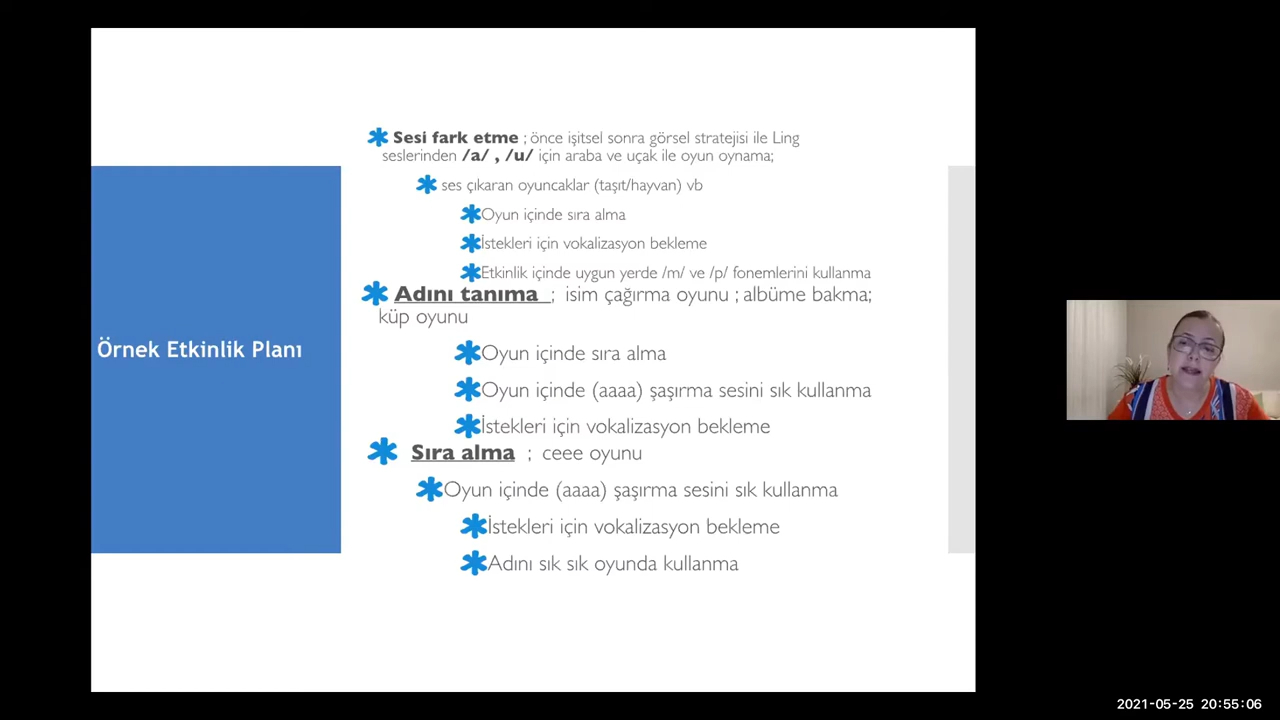 Örnek Etkinlik Planı
Sesi fark etme ; önce işitsel sonra görsel stratejisi ile Ling
seslerinden /a/ , /u/ için araba ve uçak ile oyun oynama;
ses çıkaran oyuncaklar (taşıt/hayvan) vb
Oyun içinde sıra alma
İstekleri için vokalizasyon bekleme
Etkinlik içinde uygun yerde /m/ ve /p/ fonemlerini kullanma
Adını tanıma ; isim çağırma oyunu ; albüme bakma;
küp oyunu
Oyun içinde sıra alma
Oyun içinde (aaaa) şaşırma sesini sık kullanma
İstekleri için vokalizasyon bekleme
Sıra alma ; ceee oyunu
Oyun içinde (aaaa) şaşırma sesini sık kullanma
İstekleri için vokalizasyon bekleme
Adını sık sık oyunda kullanma
2021-05-25 20:55:06